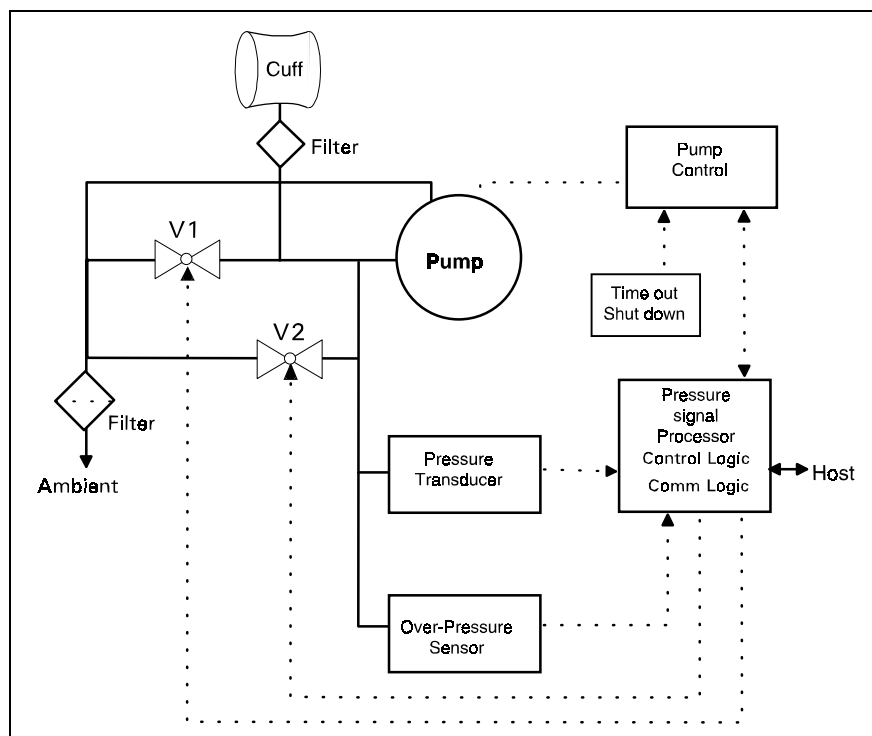 Cuff
Filter
Pump
Control
V1
Pump
Time out
Shut down
V2
Pressure
signal
Processor
Control Logic
Comm Logic
Filter
Pressure
Transducer
Host
Ambient
Over-Pressure
Sensor